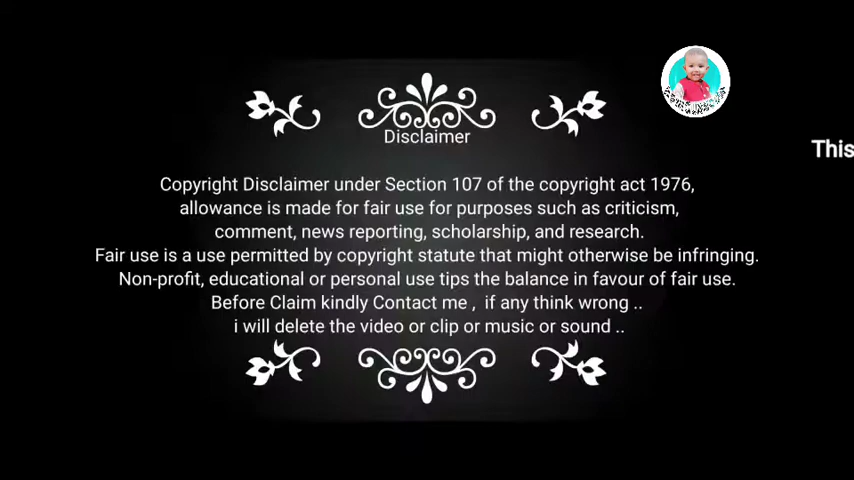 Disclaimer
This
Copyright Disclaimer under Section 107 of the copyright act 1976,
allowance is made for fair use for purposes such as criticism,
comment, news reporting, scholarship, and research.
Fair use is a use permitted by copyright statute that might otherwise be infringing.
Non-profit, educational or personal use tips the balance in favour of fair use.
Before Claim kindly Contact me , if any think wrong ..
i will delete the video or clip or music or sound ..